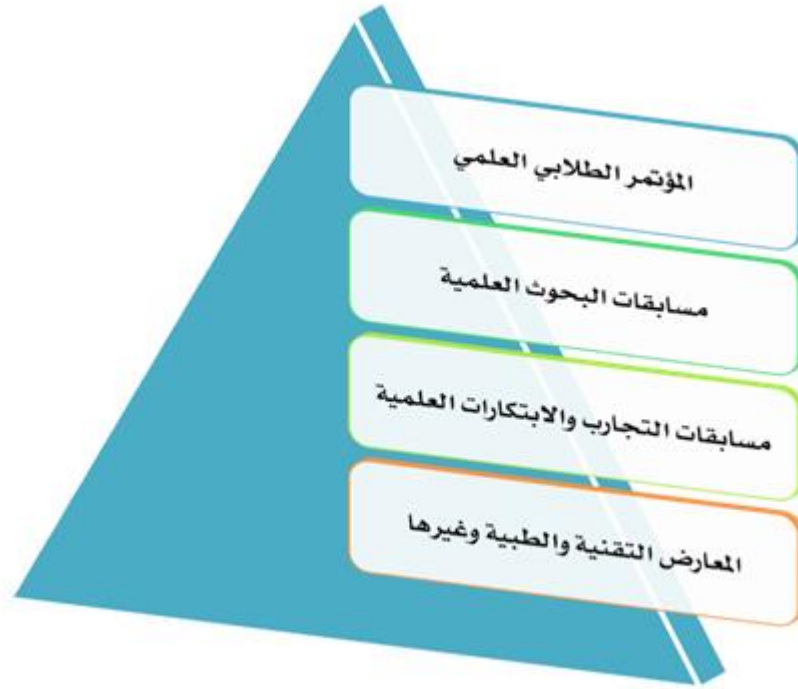 المؤتمر الطلابي العلمي
مسابقات البحوث العلمية
مسابقات التجارب والابتكارات العلمية
المعارض التقنية والطبية وغيرها